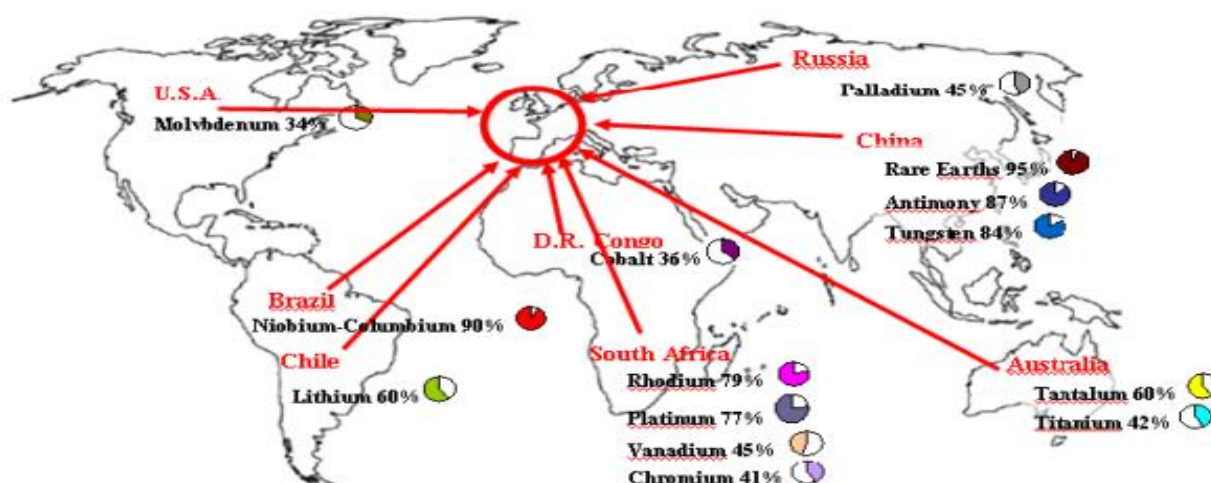 Russia
Palladium 45%
U.S.A.
Molybdenum 34%
China
Rare Earths 95%
Antimony 87%
Tungsten 84%
D.R. Congo
Cobalt 36%
Brazil
Niobium-Columbium 90%
Chile
Lithium 60%
South Africa
Rhodium 79%
Platinum 77%
Vanadium 45%
Chromium 41%
Australia
Tantalum 60%
Titanium 42%